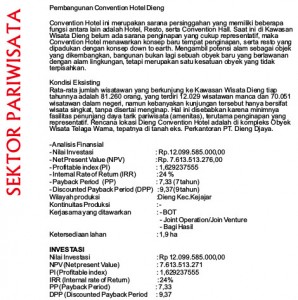 SEKTOR PARIWISATA
Pembangunan Convention Hotel Dieng
Convention Hotel ini merupakan sarana persinggahan yang memiliki beberapa
fungsi antara lain adalah Hotel, Resto, serta Convention Hall. Saat ini di Kawasan
Wisata Dieng belum ada sarana penginapan yang cukup representatif, maka
Convention Hotel menawarkan konsep baru tempat penginapan, serta resto yang
dipadukan dengan konsep down to earth. Mengambil potensi alam sebagai objek
yang dikembangkan, bangunan bukan lagi sebuah obyek baru yang berlawanan
dengan alam lingkungan, tetapi merupakan satu kesatuan obyek yang tidak
terpisahkan.
Kondisi Eksisting
Rata-rata jumlah wisatawan yang berkunjung ke Kawasan Wisata Dieng tiap
tahunnya adalah 81.260 orang, yang terdiri 12.029 wisatawan manca dan 70.051
wisatawan dalam negeri, namun kebanyakan kunjungan tersebut hanya bersifat
wisata singkat, tanpa disertai menginap. Hal ini disebabkan karena minimnya
fasilitas penunjang daya tarik pariwisata (amenitas), terutama penginapan yang
representatif. Rencana lokasi Dieng Convention Hotel adalah di kompleks Obyek
Wisata Telaga Warna, tepatnya di tanah eks. Perkantoran PT. Dieng Djaya.
-Analisis Finansial
- Nilai Investasi : Rp.12.099.585.000,00
- Net Present Value (NPV) : Rp. 7.613.513.276,00
- Profitable index (PI) : 1,629237555
- Internal Rate of Return (IRR) : 24 %
- Payback Period (PP) : 7,33 (7 tahun)
- Discounted Payback Period (DPP) : 9,37(9 tahun)
Wilayah produksi : Dieng Kec.Kejajar
Kontinuitas Produksi : -
Kerjasama yang ditawarkan : - BOT
- Joint Operation/Join Venture
- Bagi Hasil
Ketersediaan lahan : 1,9 ha
INVESTASI
Nilai Investasi : Rp 12.099.585.000,00
NPV (Net present Value) : 7.613.513.271
PI (Profitable index) : 1,629237555
IRR (Internal rate of Return) : 24%
PP (Payback Period) : 7,33
DPP (Discounted Payback Period : 9,37